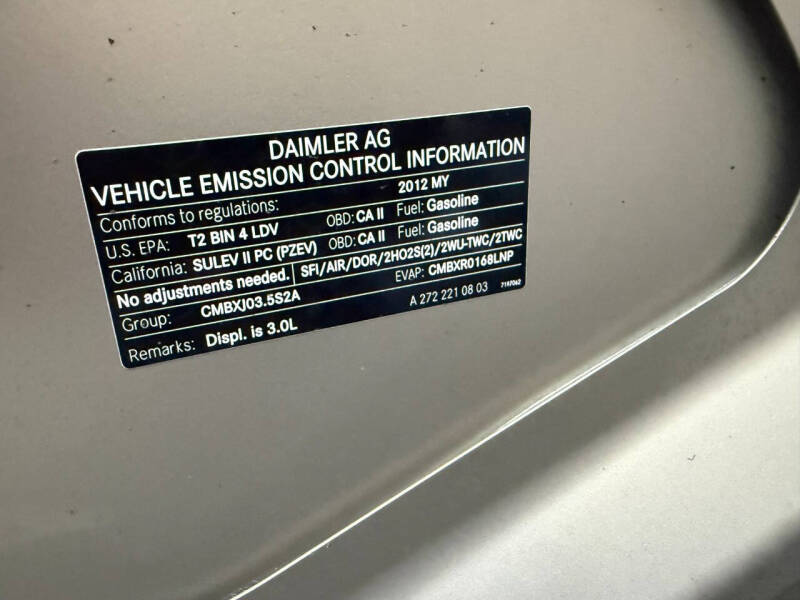 DAIMLER AG
VEHICLE EMISSION CONTROL INFORMATION
Conforms to regulations: 2012 MY
U.S. EPA: T2 BIN 4 LDV OBD: CA II Fuel: Gasoline
California: SULEV II PC (PZEV) OBD: CA II Fuel: Gasoline
No adjustments needed. SFI/AIR/DOR/2HO2S(2)/2WU-TWC/2TWC
Group: CMBXJ03.5S2A EVAP: CMBXR0168LNP
Remarks: Displ. is 3.0L A 272 221 08 03 7187062